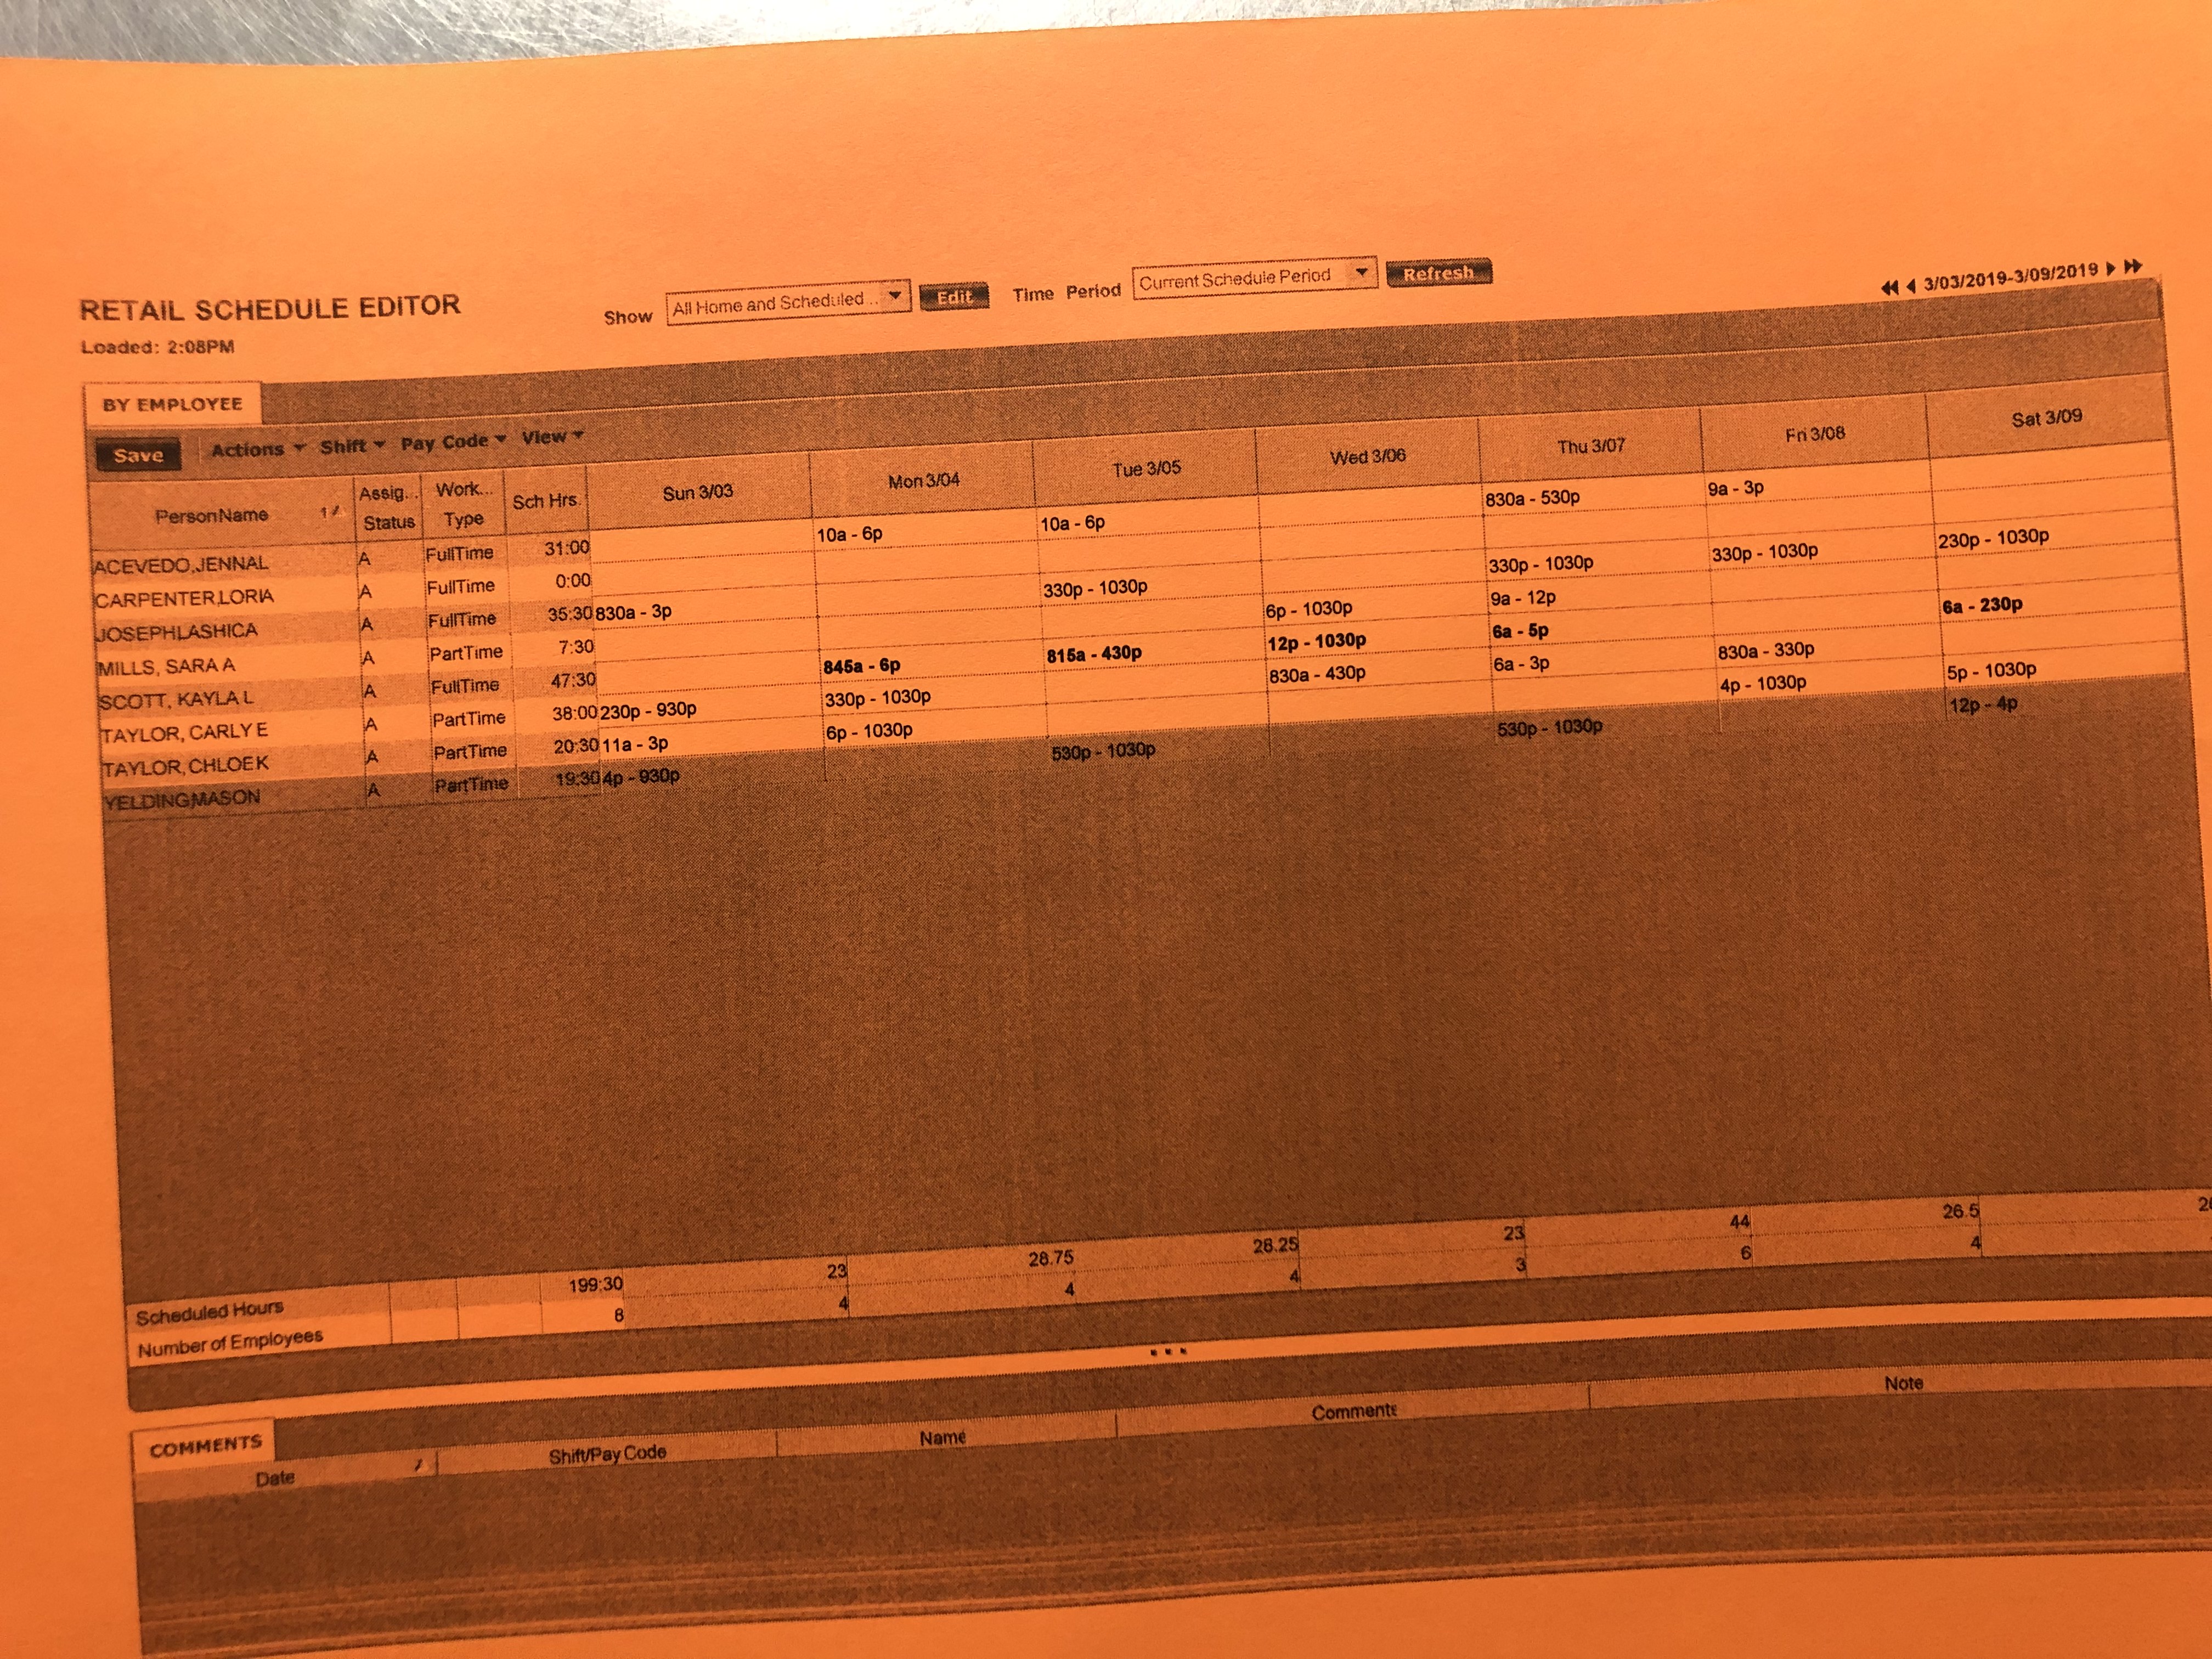 RETAIL SCHEDULE EDITOR Show All Home and Scheduled .. Edit Time Period Current Schedule Period Refresh 3/03/2019-3/09/2019
Loaded: 2:08PM
BY EMPLOYEE
Save Actions Shift Pay Code View
PersonName 1 Assig... Status Work... Type Sch Hrs. Sun 3/03 Mon 3/04 Tue 3/05 Wed 3/06 Thu 3/07 Fri 3/08 Sat 3/09
ACEVEDO,JENNAL A FullTime 31:00 10a - 6p 10a - 6p 830a - 530p 9a - 3p
CARPENTER,LORIA A FullTime 0:00
JOSEPH,LASHICA A FullTime 35:30 830a - 3p 330p - 1030p 330p - 1030p 330p - 1030p 230p - 1030p
MILLS, SARA A A PartTime 7:30 6p - 1030p 9a - 12p
SCOTT, KAYLA L A FullTime 47:30 845a - 6p 815a - 430p 12p - 1030p 6a - 5p 6a - 230p
TAYLOR, CARLY E A PartTime 38:00 230p - 930p 330p - 1030p 830a - 430p 6a - 3p 830a - 330p
TAYLOR, CHLOE K A PartTime 20:30 11a - 3p 6p - 1030p 4p - 1030p 5p - 1030p
YELDING,MASON A PartTime 19:30 4p - 930p 530p - 1030p 530p - 1030p 12p - 4p
Scheduled Hours 199:30 23 28.75 28.25 23 44 26.5
Number of Employees 8 4 4 4 3 6 4
COMMENTS
Date Shift/Pay Code Name Comments Note